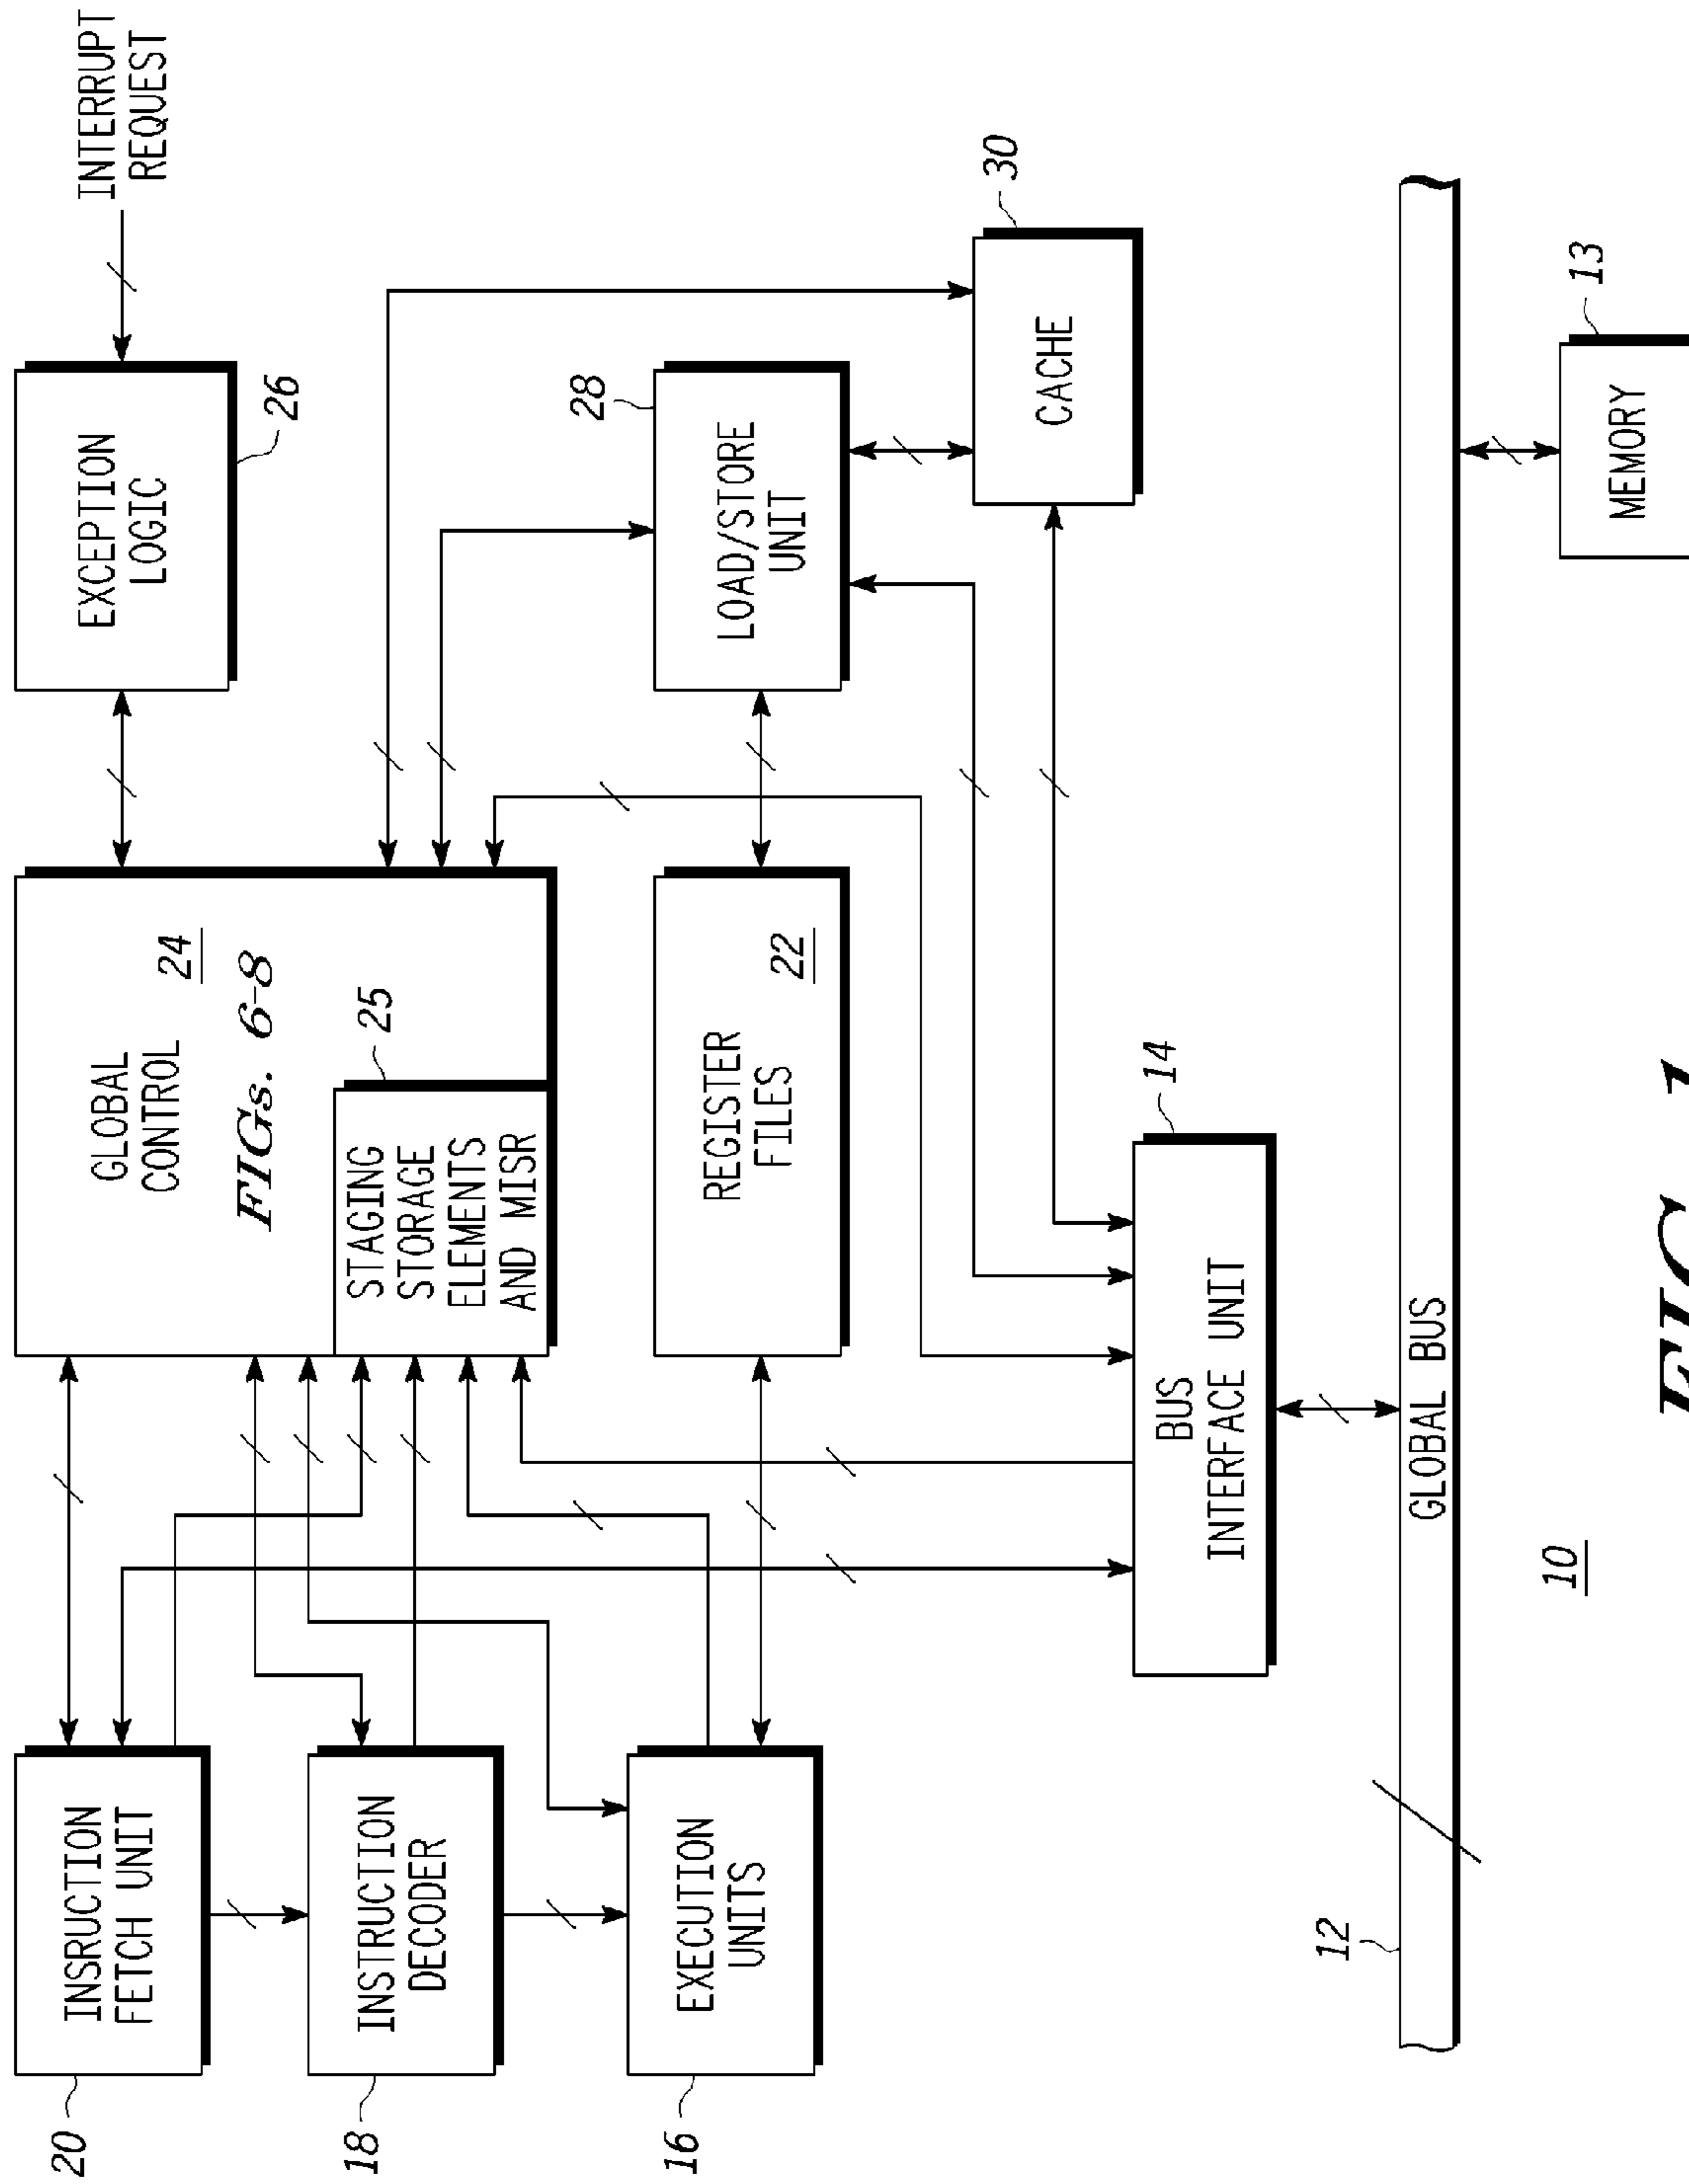 INTERRUPT
REQUEST
EXCEPTION
LOGIC
26
GLOBAL
CONTROL
24
FIGs. 6-8
STAGING
STORAGE
ELEMENTS
AND MISR
25
INSRUCTION
FETCH UNIT
20
INSTRUCTION
DECODER
18
EXECUTION
UNITS
16
REGISTER
FILES
22
LOAD/STORE
UNIT
28
CACHE
30
BUS
INTERFACE UNIT
14
GLOBAL BUS
12
MEMORY
13
10
FIG. 1